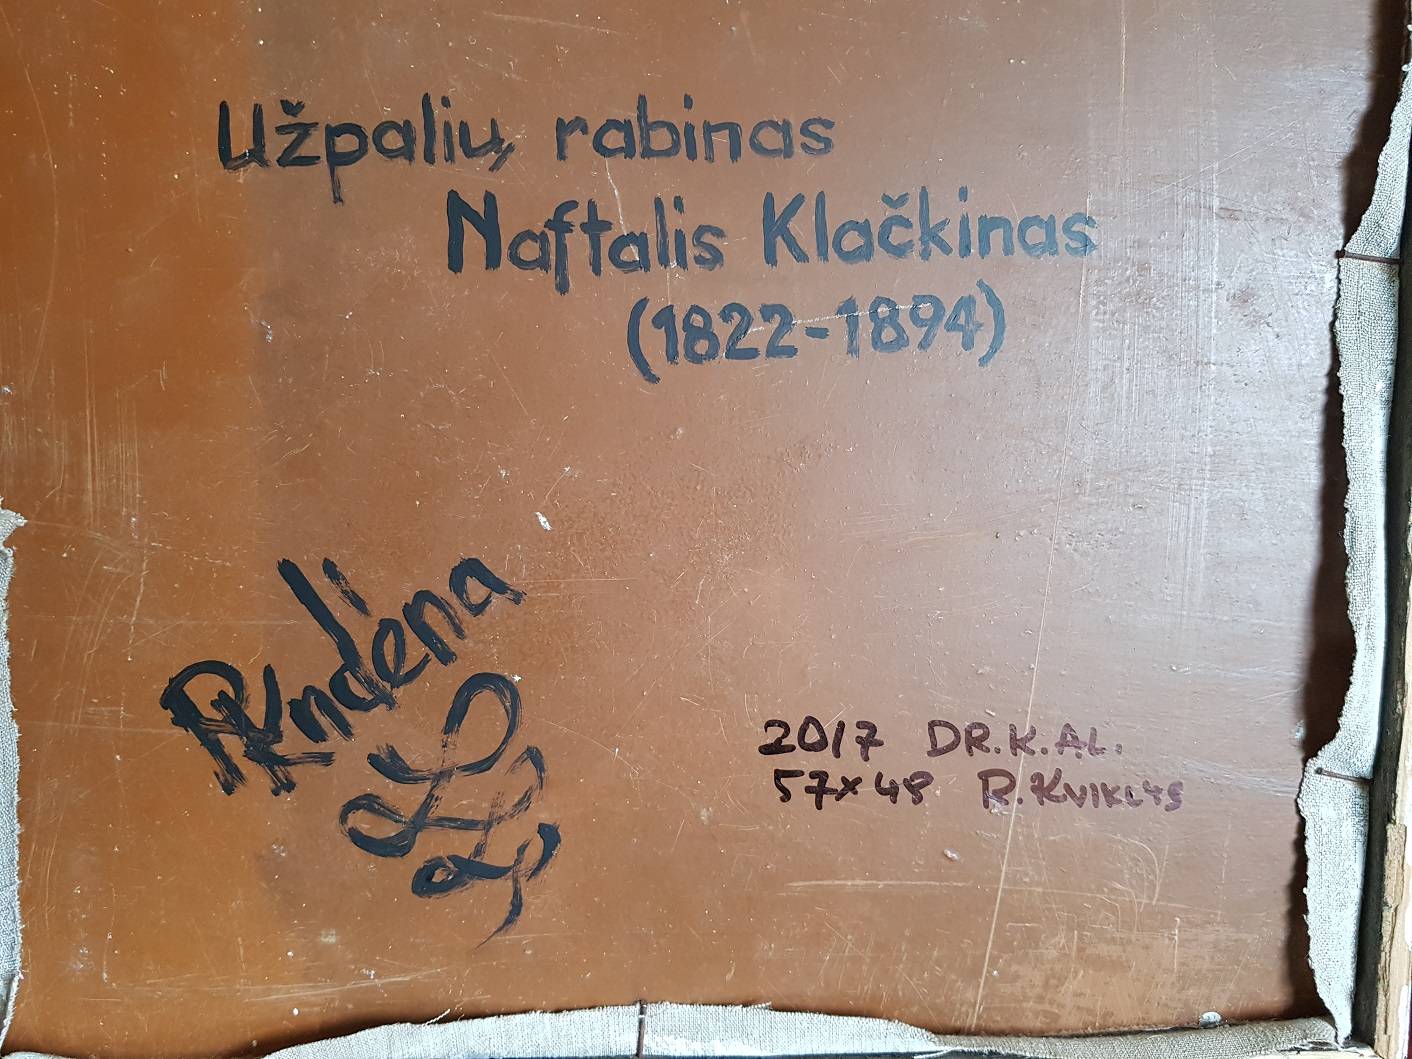 Užpalių rabinas
Naftalis Klačkinas
(1822-1894)
2017 DR.K.AL.
57x48 R.KVIKLYS